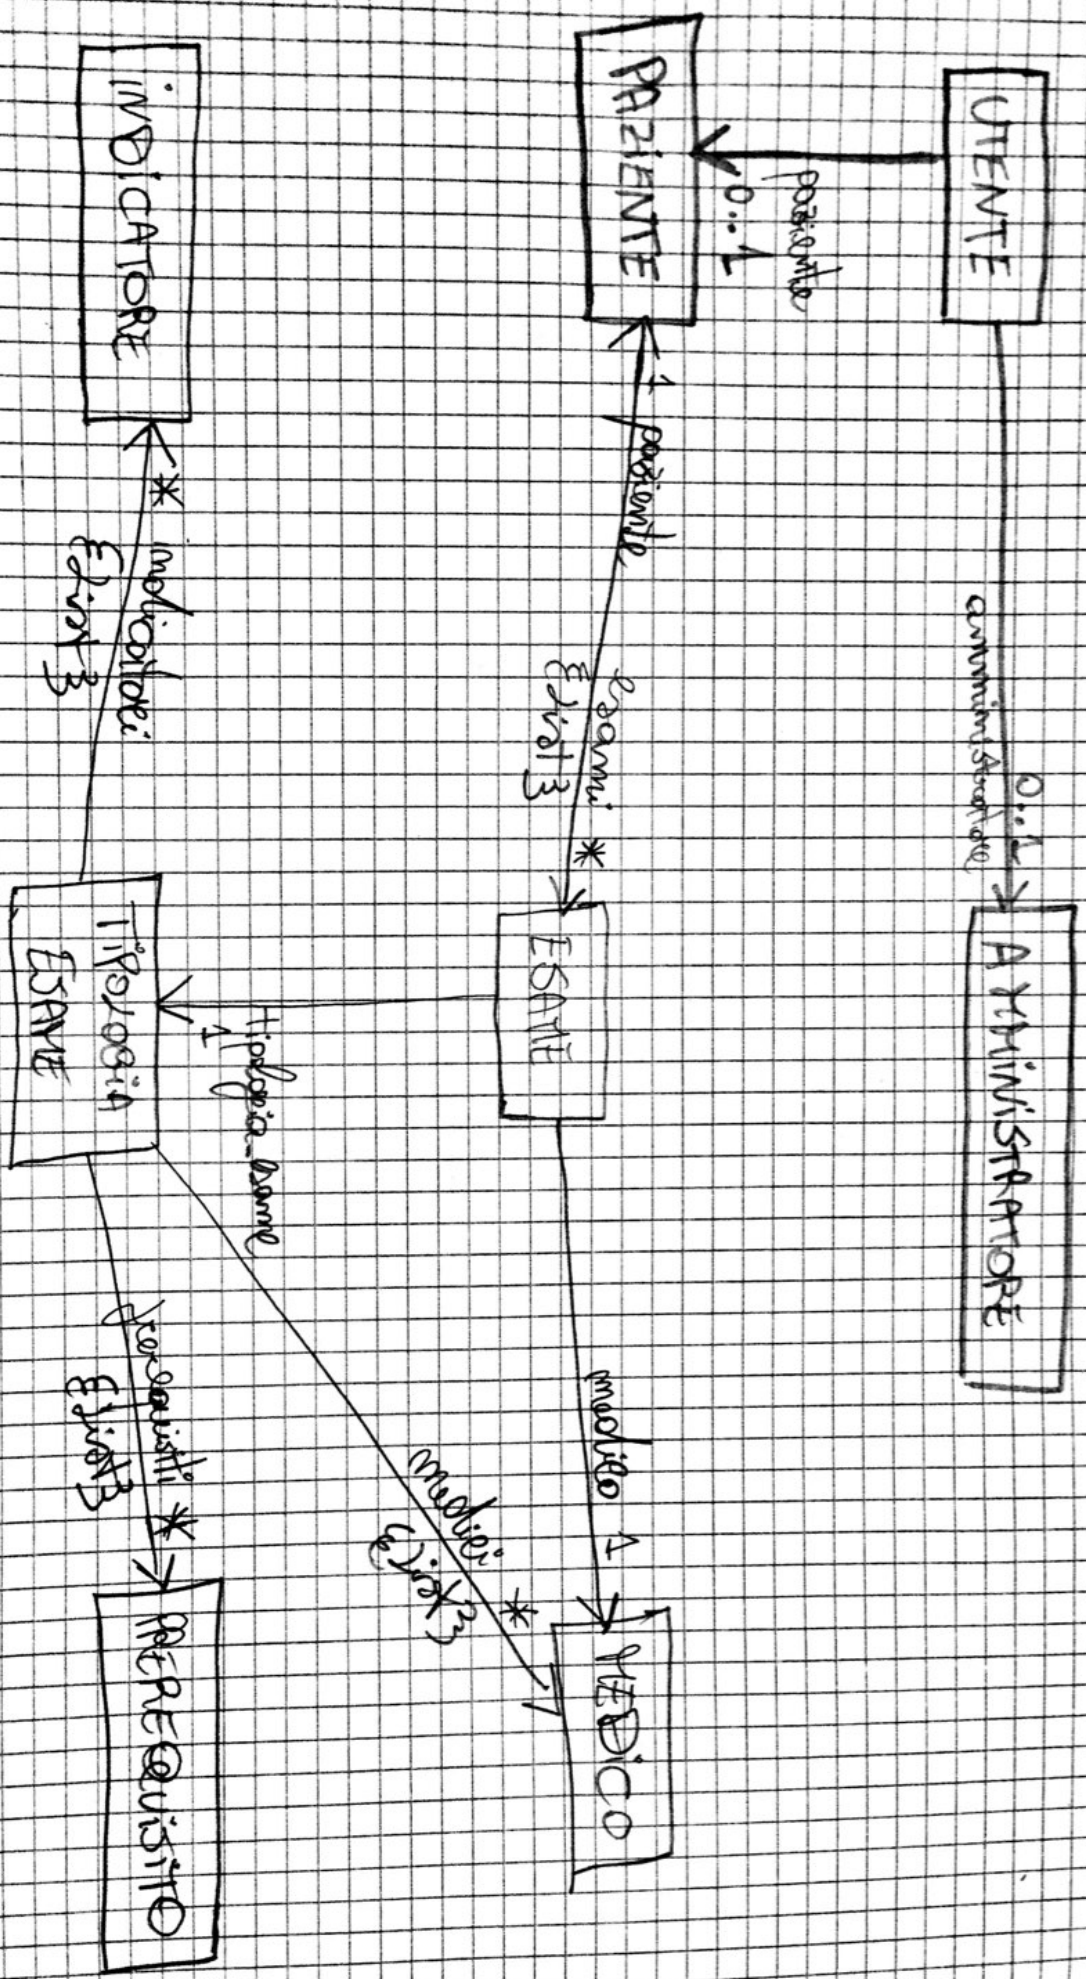 UTENTE
0..1
amministratore
AMMINISTRATORE
paziente
0..1
PAZIENTE
1 paziente
esami *
{list}
ESAME
medico 1
MEDICO
tipologia_esame
1
medici *
{list}
INDICATORE
* indicatori
{list}
TIPOLOGIA
ESAME
prerequisiti *
{list}
PREREQUISITO